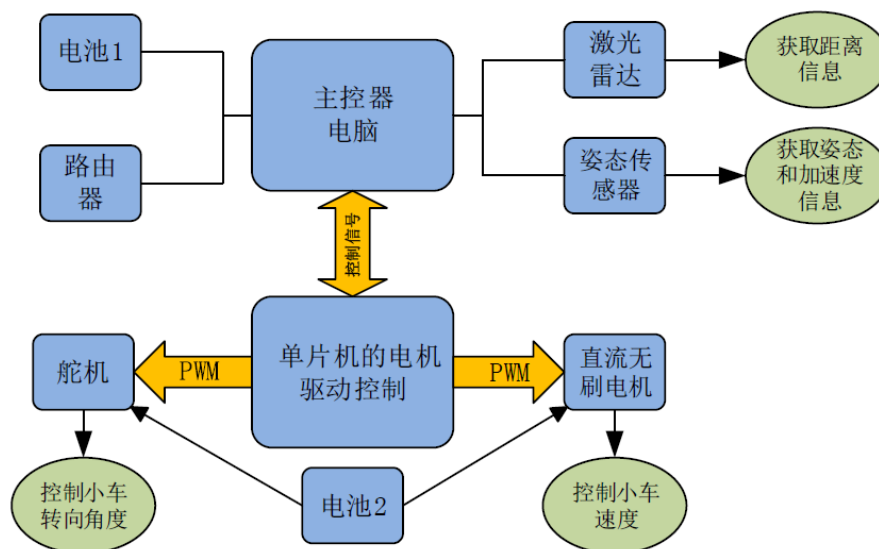 电池1
主控器
电脑
激光
雷达
获取距离
信息
路由
器
姿态传
感器
获取姿态
和加速度
信息
控制信号
舵机
PWM
单片机的电机
驱动控制
PWM
直流无
刷电机
控制小车
转向角度
电池2
控制小车
速度